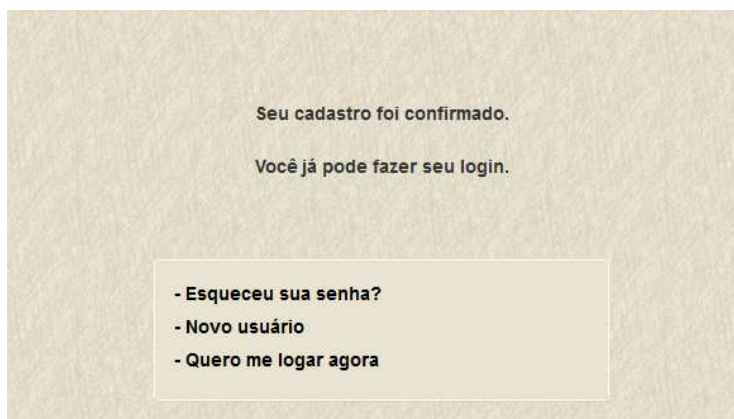 Seu cadastro foi confirmado.
Você já pode fazer seu login.
- Esqueceu sua senha?
- Novo usuário
- Quero me logar agora